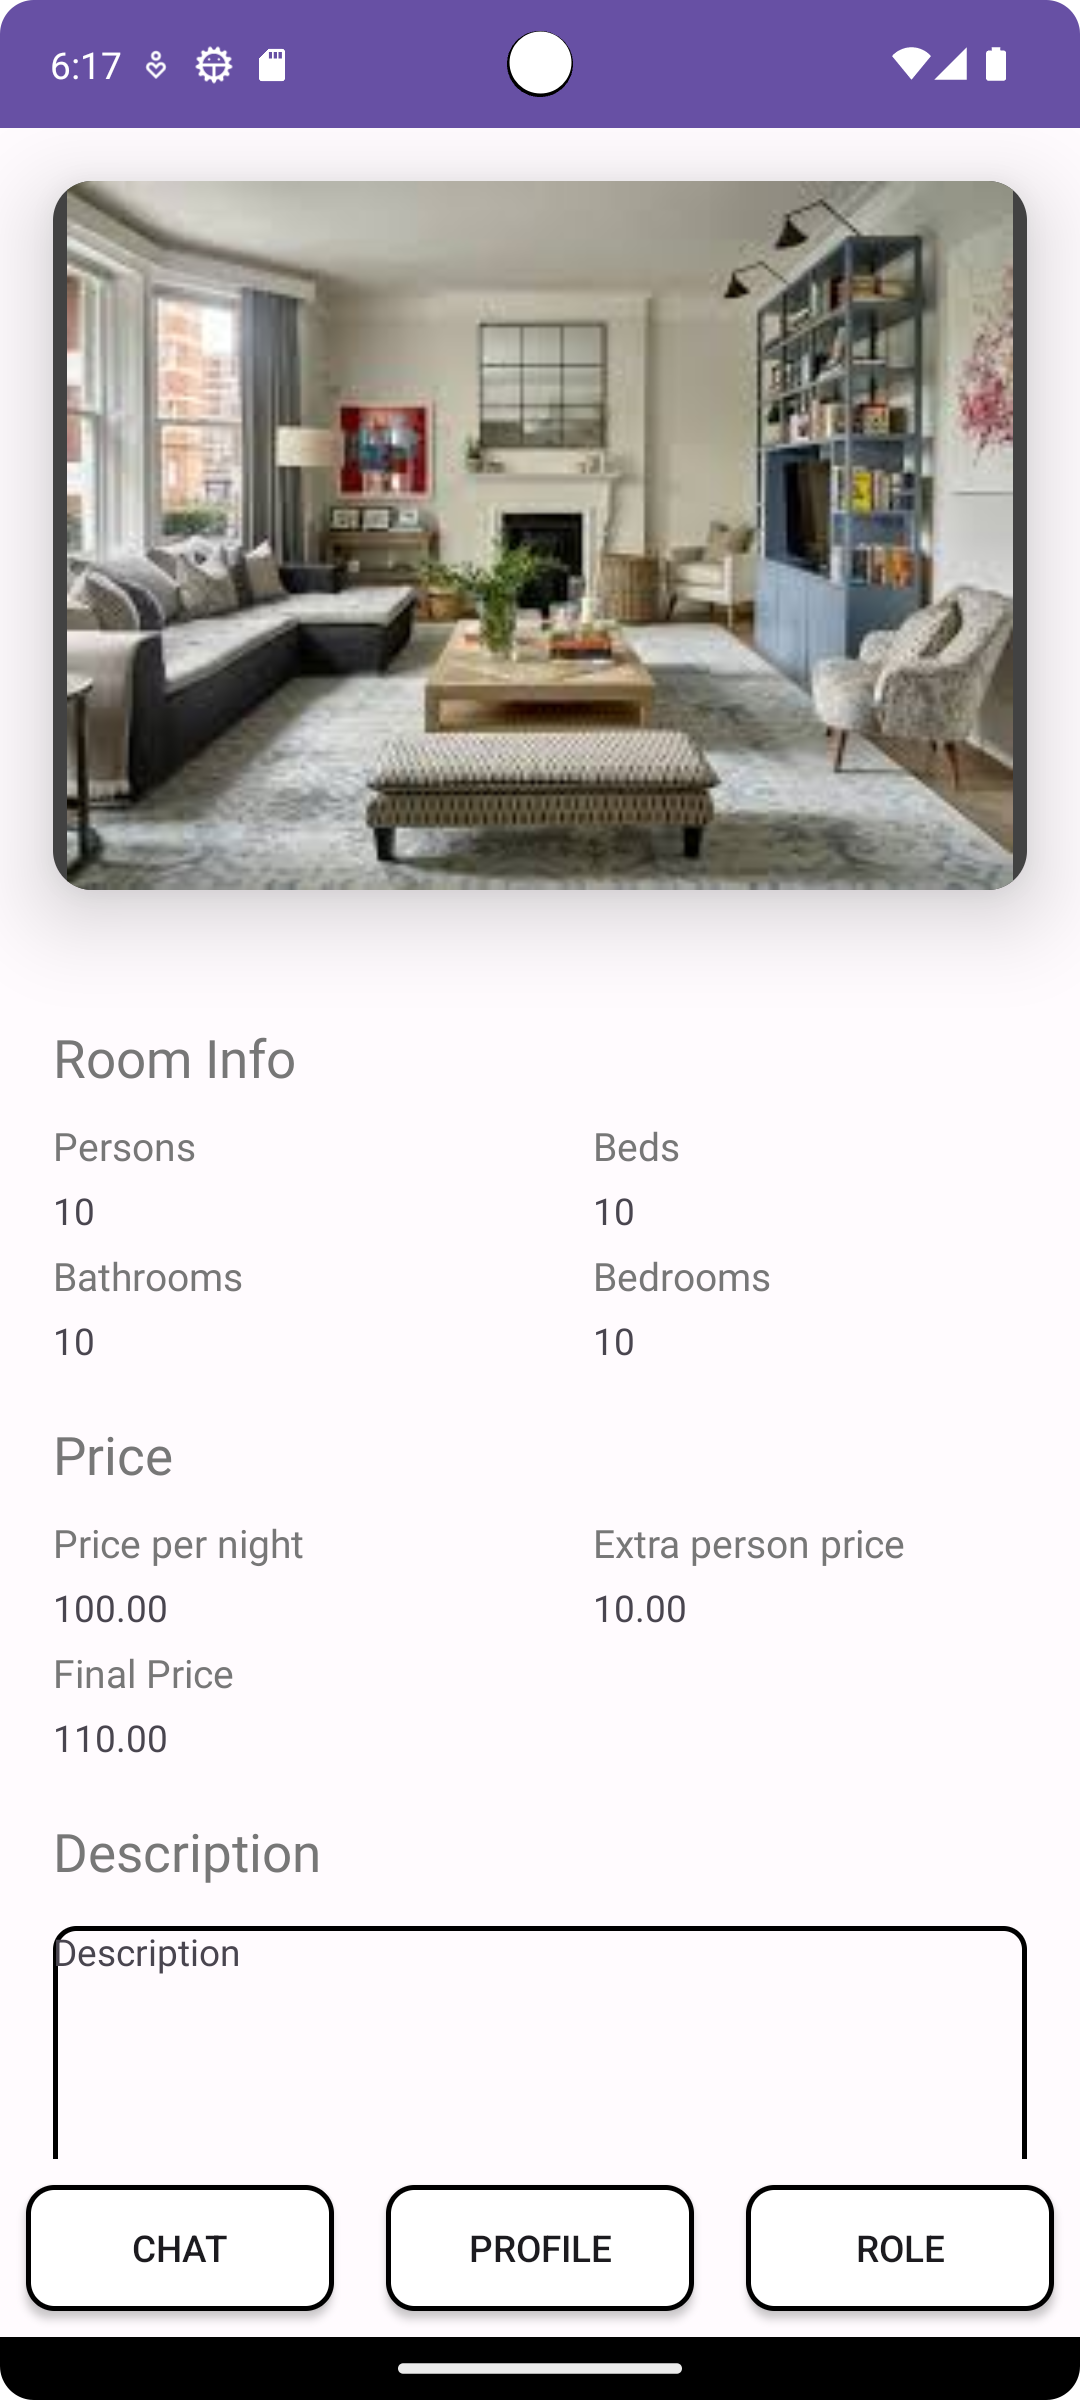 6:17
Room Info
Persons Beds
10 10
Bathrooms Bedrooms
10 10
Price
Price per night Extra person price
100.00 10.00
Final Price
110.00
Description
Description
CHAT PROFILE ROLE